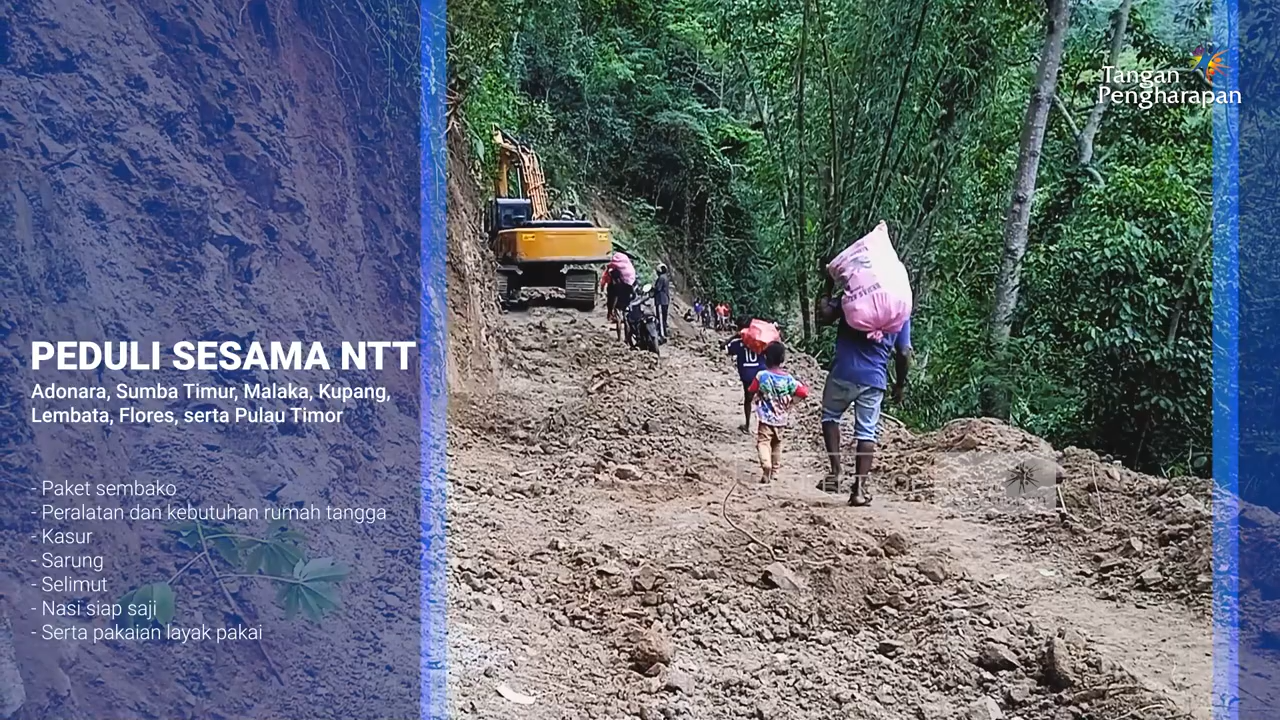 Tangan
Pengharapan
PEDULI SESAMA NTT
Adonara, Sumba Timur, Malaka, Kupang,
Lembata, Flores, serta Pulau Timor
- Paket sembako
- Peralatan dan kebutuhan rumah tangga
- Kasur
- Sarung
- Selimut
- Nasi siap saji
- Serta pakaian layak pakai
10